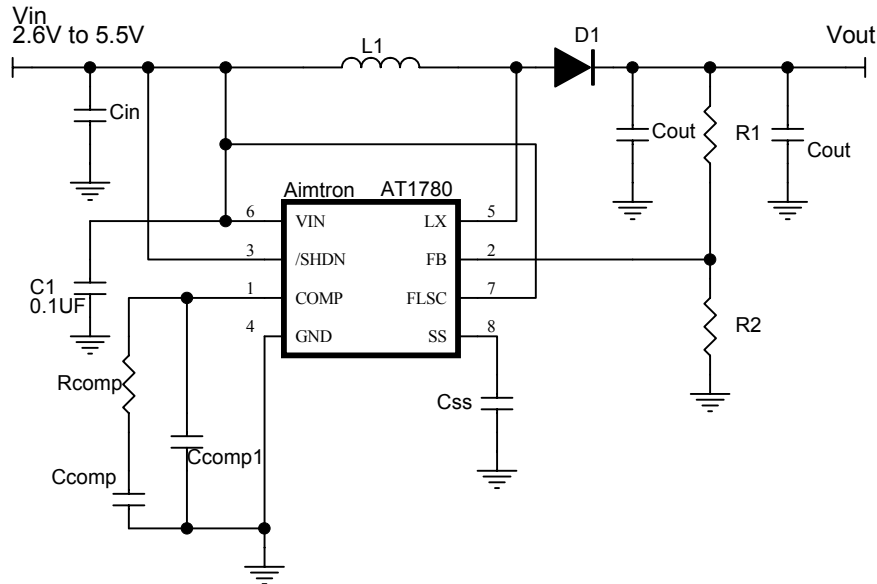 Vin
2.6V to 5.5V
L1
D1
Vout
Cin
Cout
R1
Cout
Aimtron AT1780
6 VIN LX 5
3 /SHDN FB 2
1 COMP FLSC 7
4 GND SS 8
C1
0.1UF
R2
Rcomp
Css
Ccomp1
Ccomp